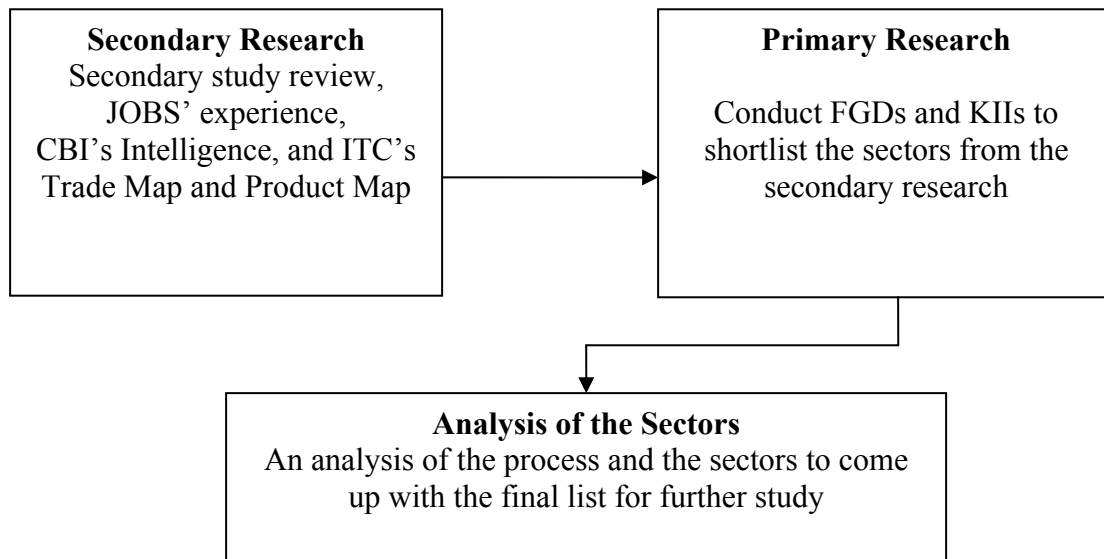 Secondary Research
Secondary study review,
JOBS’ experience,
CBI’s Intelligence, and ITC’s
Trade Map and Product Map
Primary Research
Conduct FGDs and KIIs to
shortlist the sectors from the
secondary research
Analysis of the Sectors
An analysis of the process and the sectors to come
up with the final list for further study